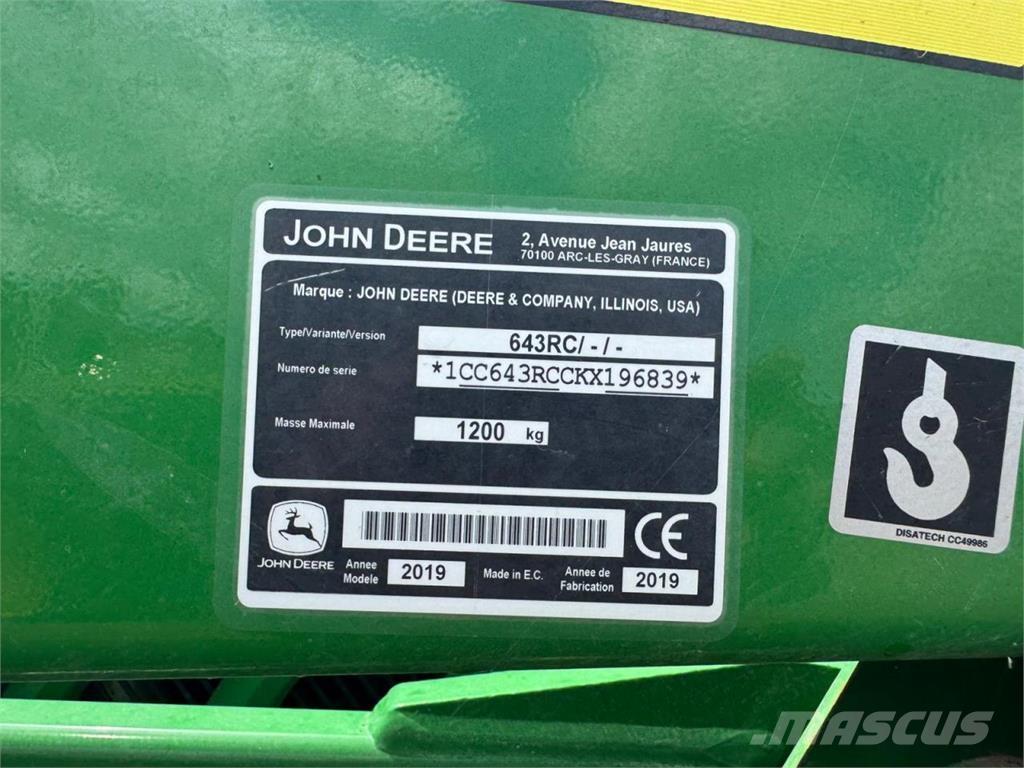 JOHN DEERE
2, Avenue Jean Jaures
70100 ARC-LES-GRAY (FRANCE)
Marque : JOHN DEERE (DEERE & COMPANY, ILLINOIS, USA)
Type/Variante/Version 643RC/ - / -
Numero de serie *1CC643RCCKX196839*
Masse Maximale 1200 kg
JOHN DEERE
Annee Modele 2019
Made in E.C.
Annee de Fabrication 2019
CE
DISATECH CC49986
MASCUS